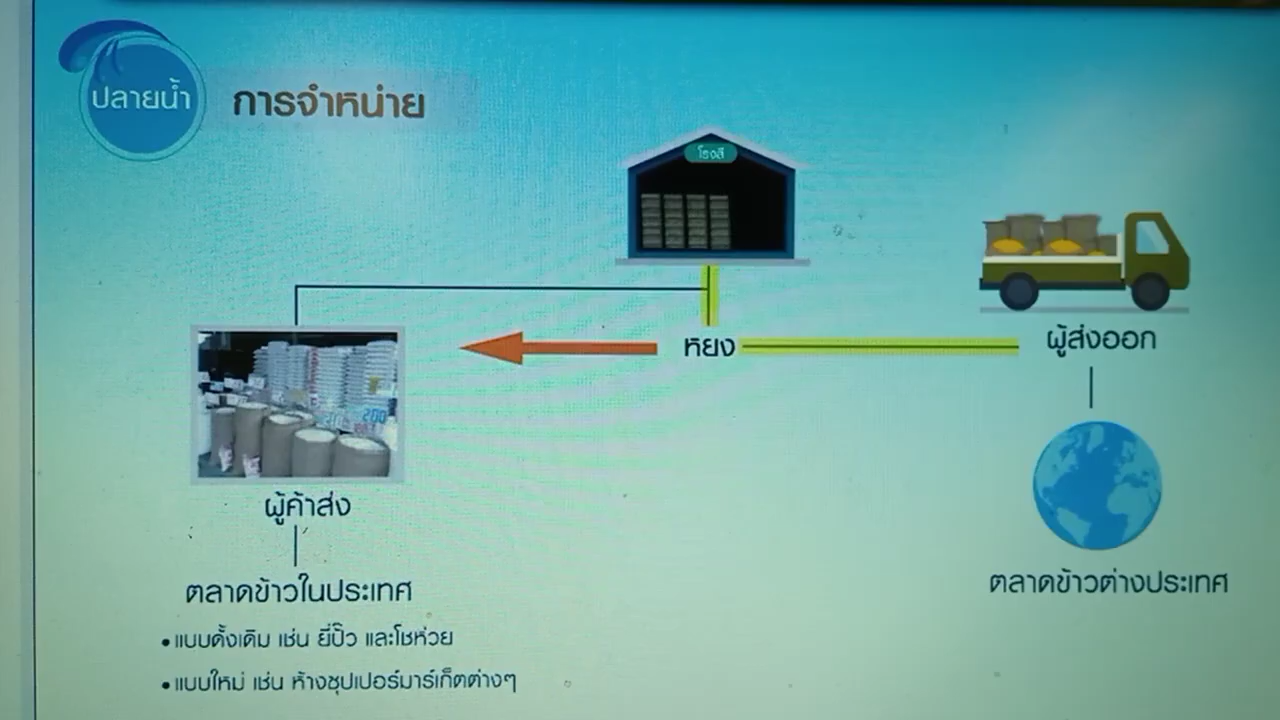 ปลายน้ำ
การจำหน่าย
โรงสี
หยง
ผู้ส่งออก
ผู้ค้าส่ง
ตลาดข้าวในประเทศ
• แบบดั้งเดิม เช่น ยี่ปั๊ว และโชห่วย
• แบบใหม่ เช่น ห้างซุปเปอร์มาร์เก็ตต่างๆ
ตลาดข้าวต่างประเทศ